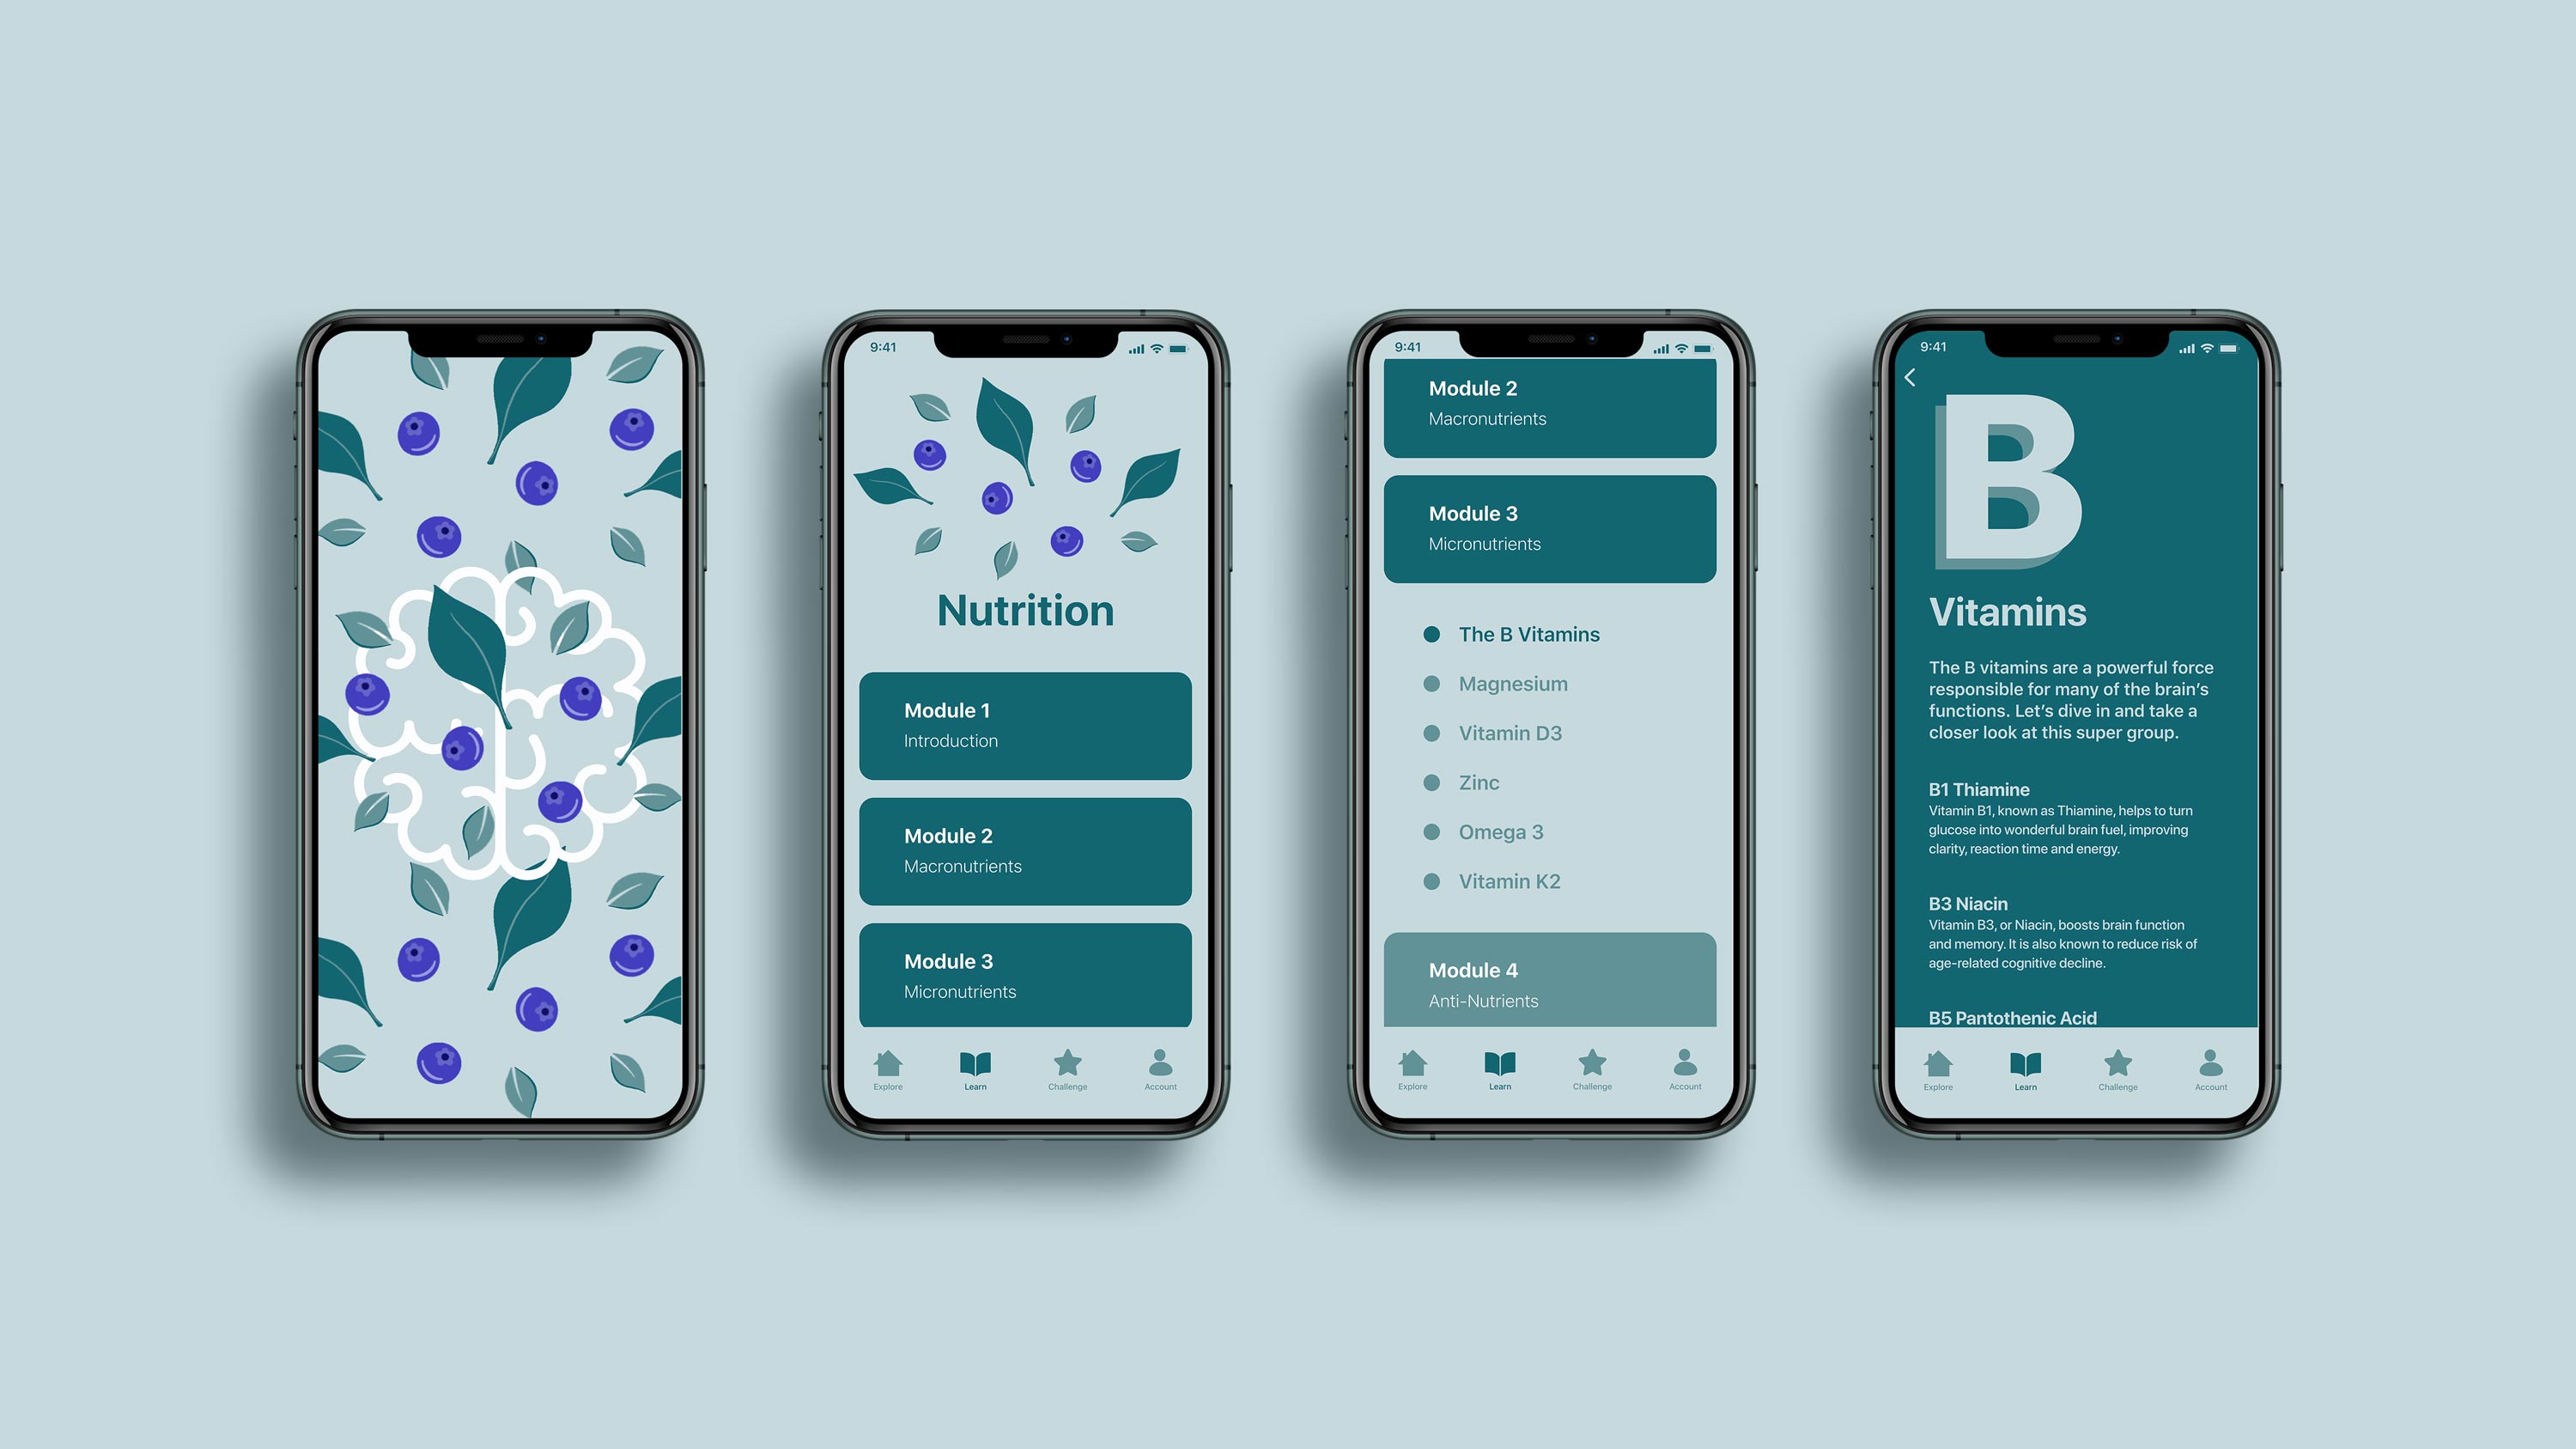 9:41
Nutrition
Module 1
Introduction
Module 2
Macronutrients
Module 3
Micronutrients
Explore
Learn
Challenge
Account
9:41
Module 2
Macronutrients
Module 3
Micronutrients
The B Vitamins
Magnesium
Vitamin D3
Zinc
Omega 3
Vitamin K2
Module 4
Anti-Nutrients
Explore
Learn
Challenge
Account
9:41
B
Vitamins
The B vitamins are a powerful force
responsible for many of the brain's
functions. Let's dive in and take a
closer look at this super group.
B1 Thiamine
Vitamin B1, known as Thiamine, helps to turn
glucose into wonderful brain fuel, improving
clarity, reaction time and energy.
B3 Niacin
Vitamin B3, or Niacin, boosts brain function
and memory. It is also known to reduce risk of
age-related cognitive decline.
B5 Pantothenic Acid
Explore
Learn
Challenge
Account